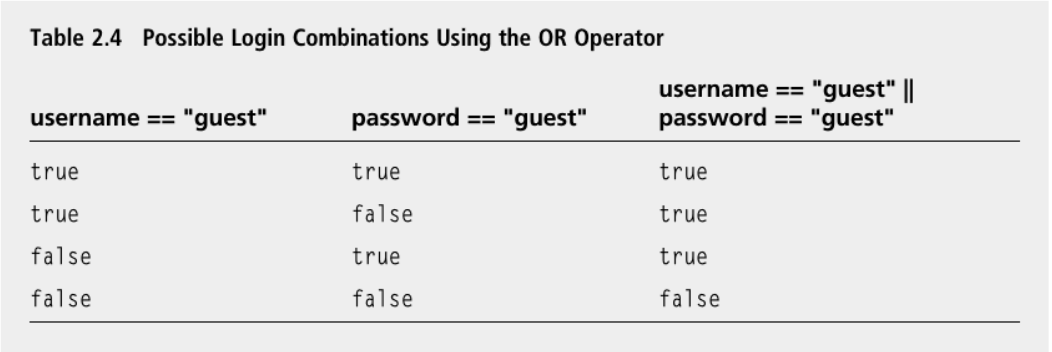 Table 2.4 Possible Login Combinations Using the OR Operator
username == "guest" password == "guest" username == "guest" ||
password == "guest"
true true true
true false true
false true true
false false false